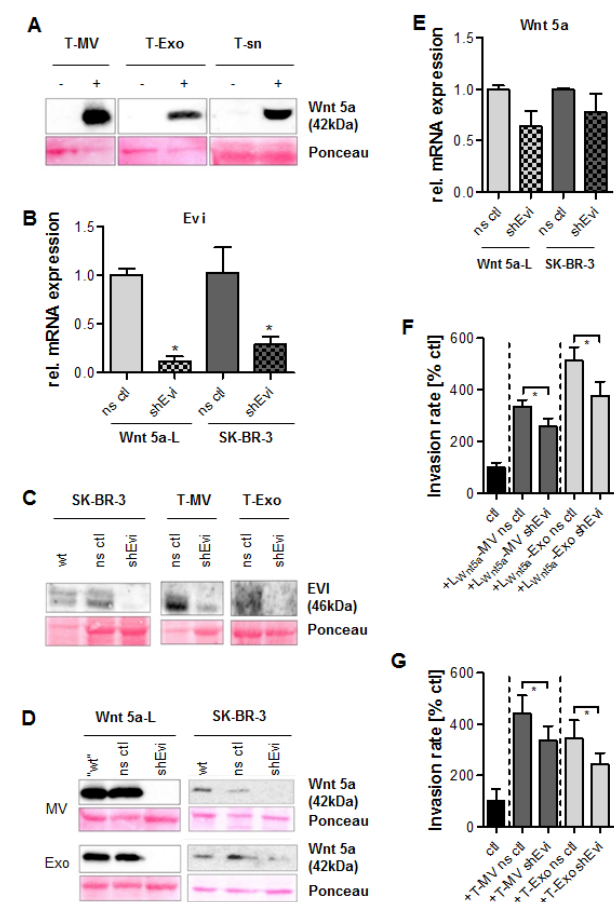 A
T-MV T-Exo T-sn
- + - + - +
Wnt 5a
(42kDa)
Ponceau
B
Evi
rel. mRNA expression
1.5
1.0
0.5
0.0
* *
ns ctl shEvi ns ctl shEvi
Wnt 5a-L SK-BR-3
C
SK-BR-3 T-MV T-Exo
wt ns ctl shEvi ns ctl shEvi ns ctl shEvi
EVI
(46kDa)
Ponceau
D
Wnt 5a-L SK-BR-3
"wt" ns ctl shEvi wt ns ctl shEvi
MV
Wnt 5a
(42kDa)
Ponceau
Exo
Wnt 5a
(42kDa)
Ponceau
E
Wnt 5a
rel. mRNA expression
1.5
1.0
0.5
0.0
ns ctl shEvi ns ctl shEvi
Wnt 5a-L SK-BR-3
F
Invasion rate [% ctl]
600
400
200
0
* *
ctl
+LWnt5a-MV ns ctl
+LWnt5a-MV shEvi
+LWnt5a-Exo ns ctl
+LWnt5a-Exo shEvi
G
Invasion rate [% ctl]
600
400
200
0
* *
ctl
+T-MV ns ctl
+T-MV shEvi
+T-Exo ns ctl
+T-Exo shEvi